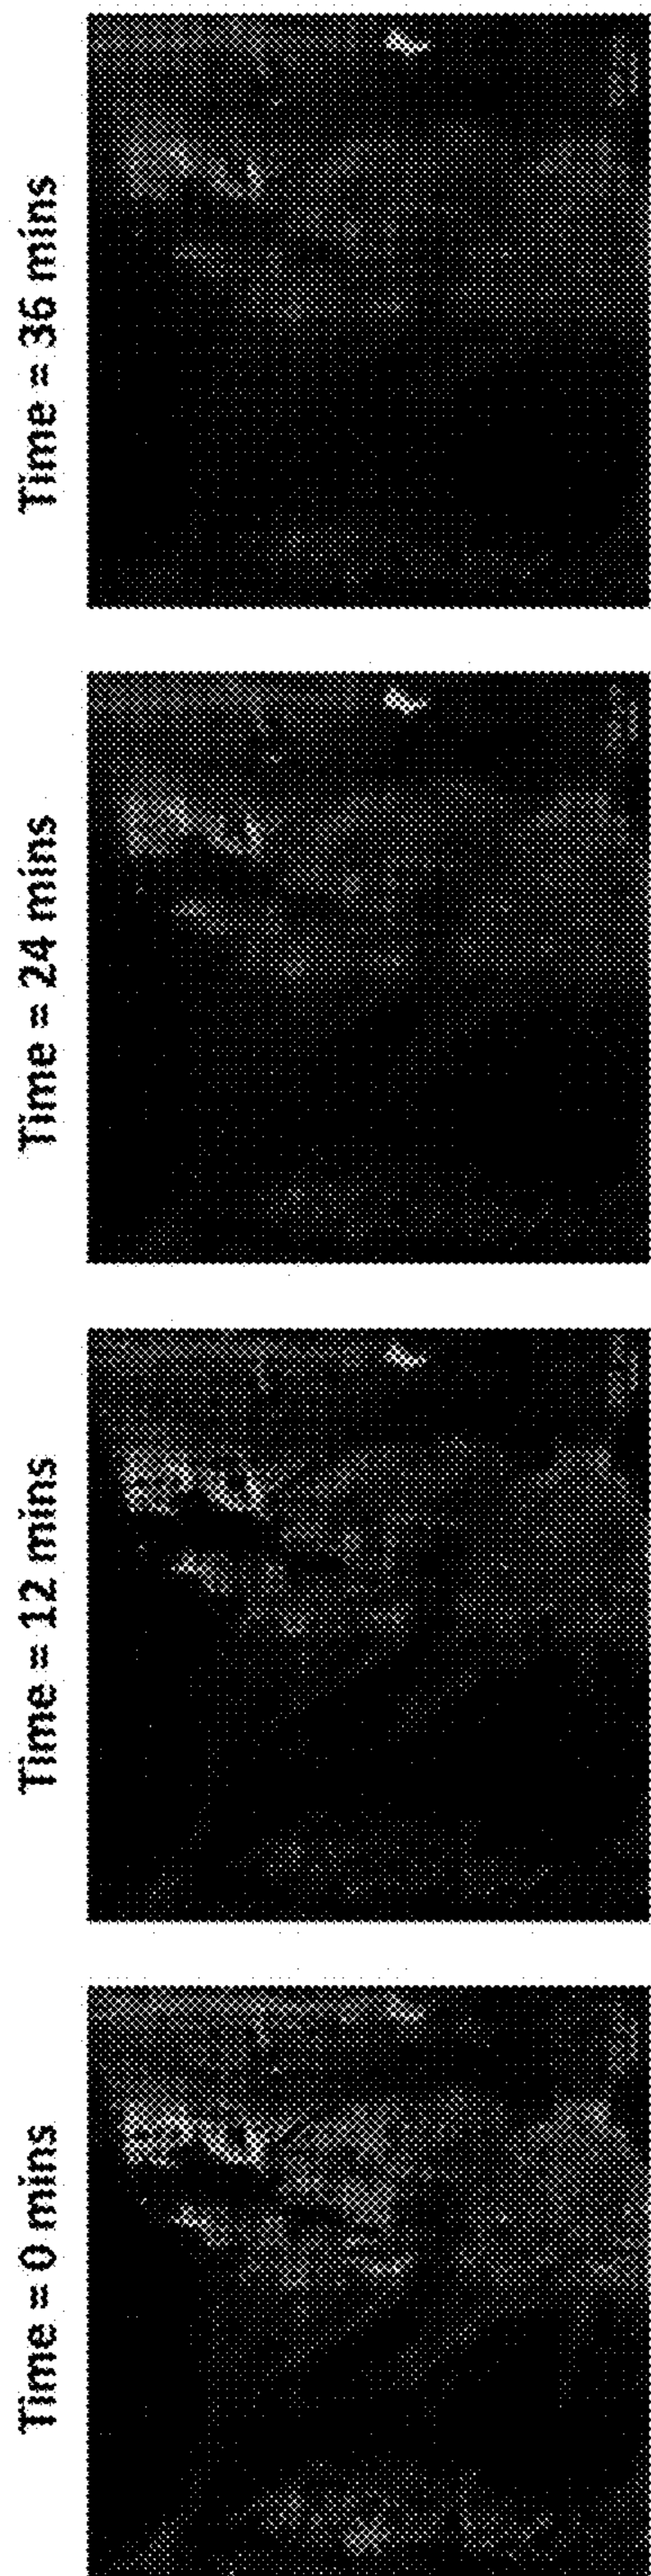 Time = 0 mins
Time = 12 mins
Time = 24 mins
Time = 36 mins